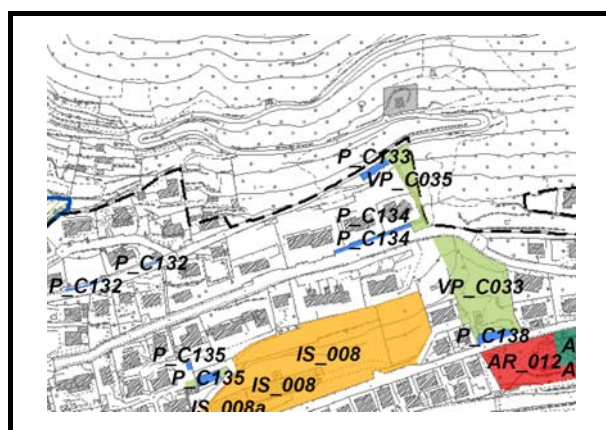 P_C133
VP_C035
P_C134
P_C134
P_C132
P_C132
VP_C033
P_C138
P_C135
IS_008
AR_012
A
P_C135
IS_008
A
IS_008a